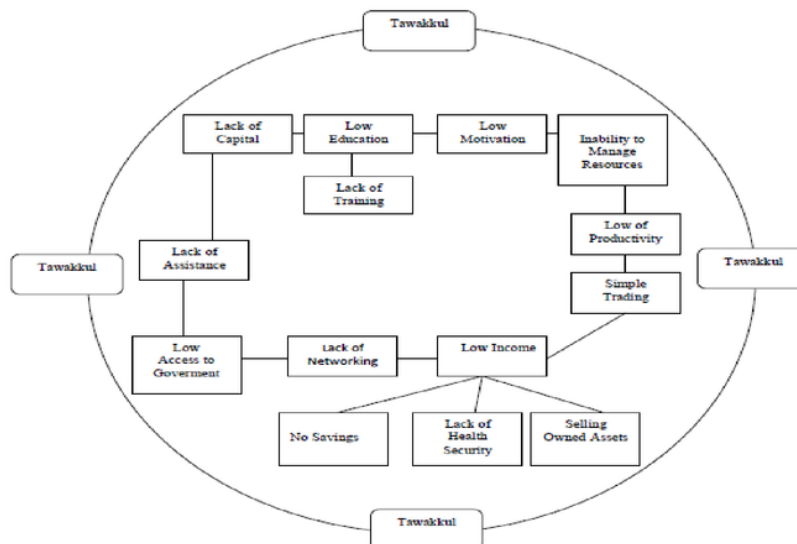 Tawakkul
Lack of
Capital
Low
Education
Low
Motivation
Inability to
Manage
Resources
Lack of
Training
Low of
Productivity
Lack of
Assistance
Tawakkul
Tawakkul
Simple
Trading
Low
Access to
Goverment
Lack of
Networking
Low Income
No Savings
Lack of
Health
Security
Selling
Owned Assets
Tawakkul